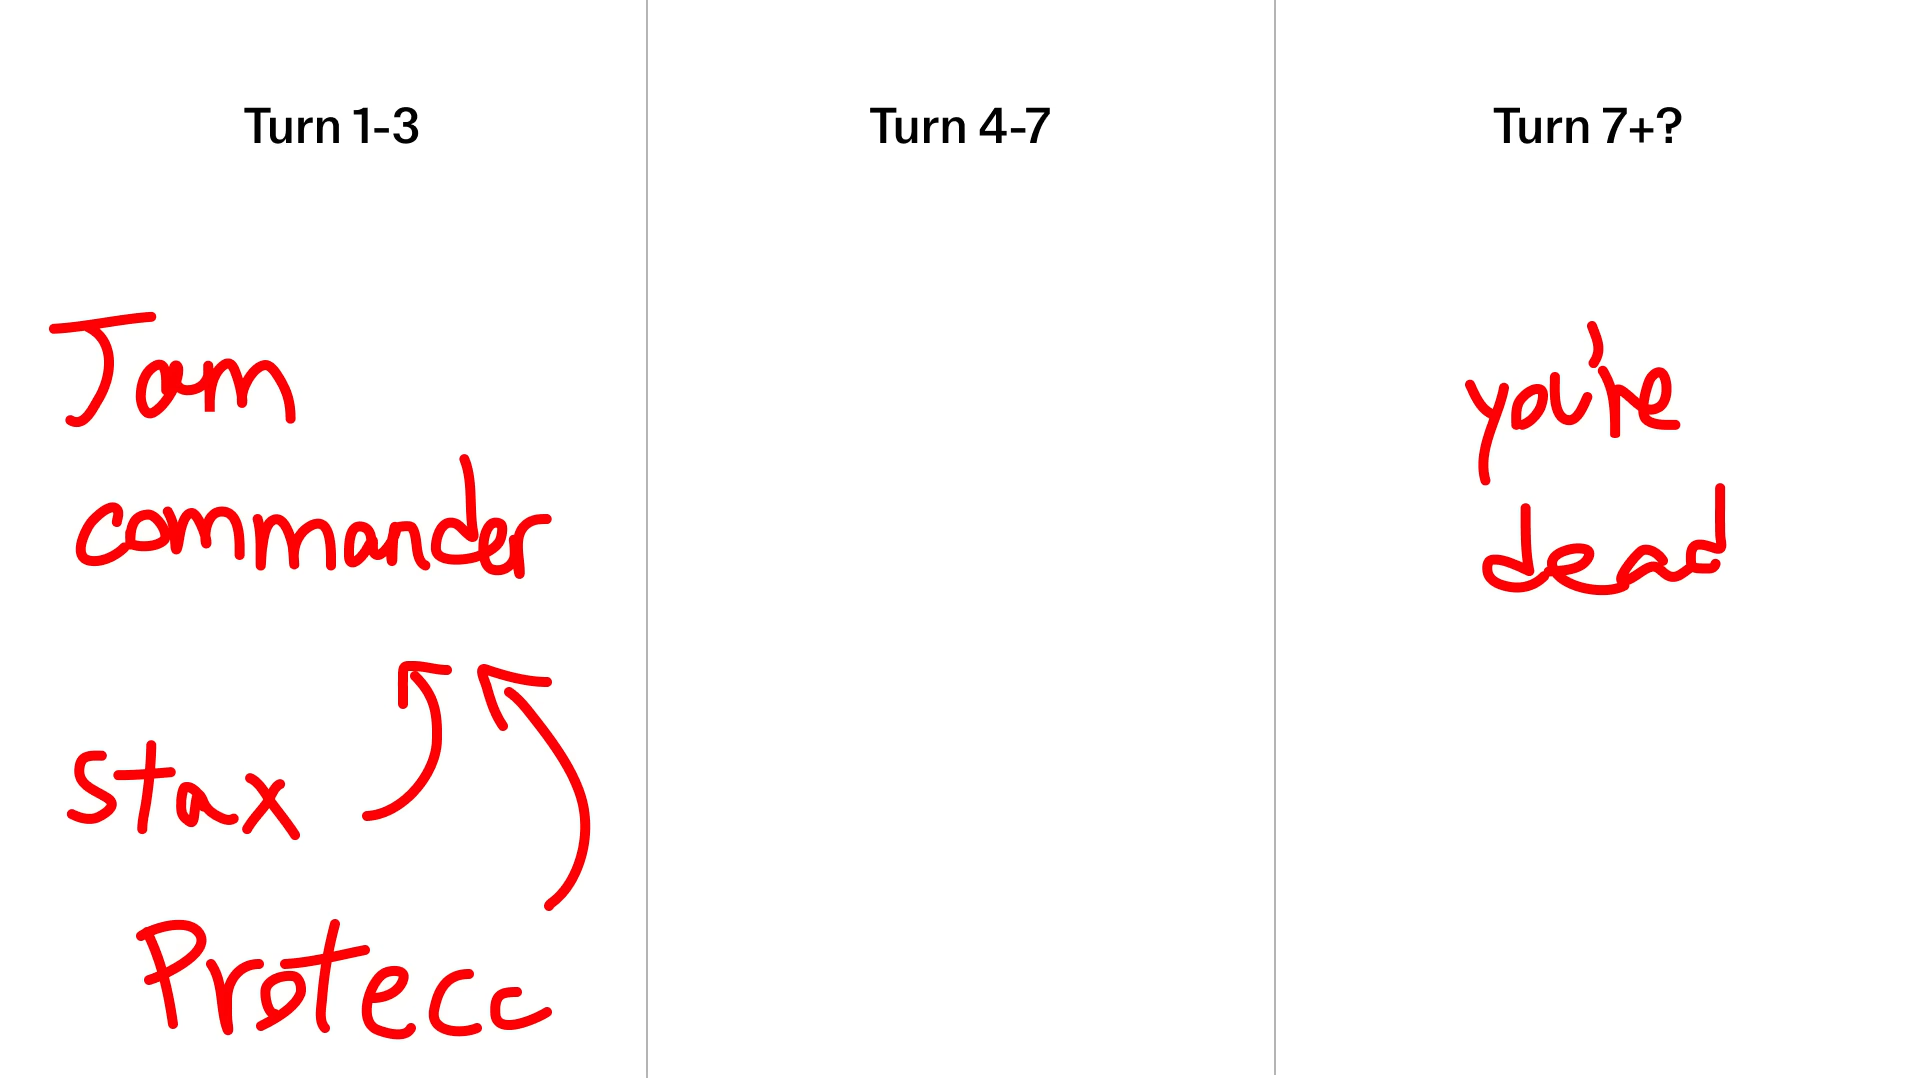 Turn 1-3
Jam
commander
stax
Protecc
Turn 4-7
Turn 7+?
you're
dead